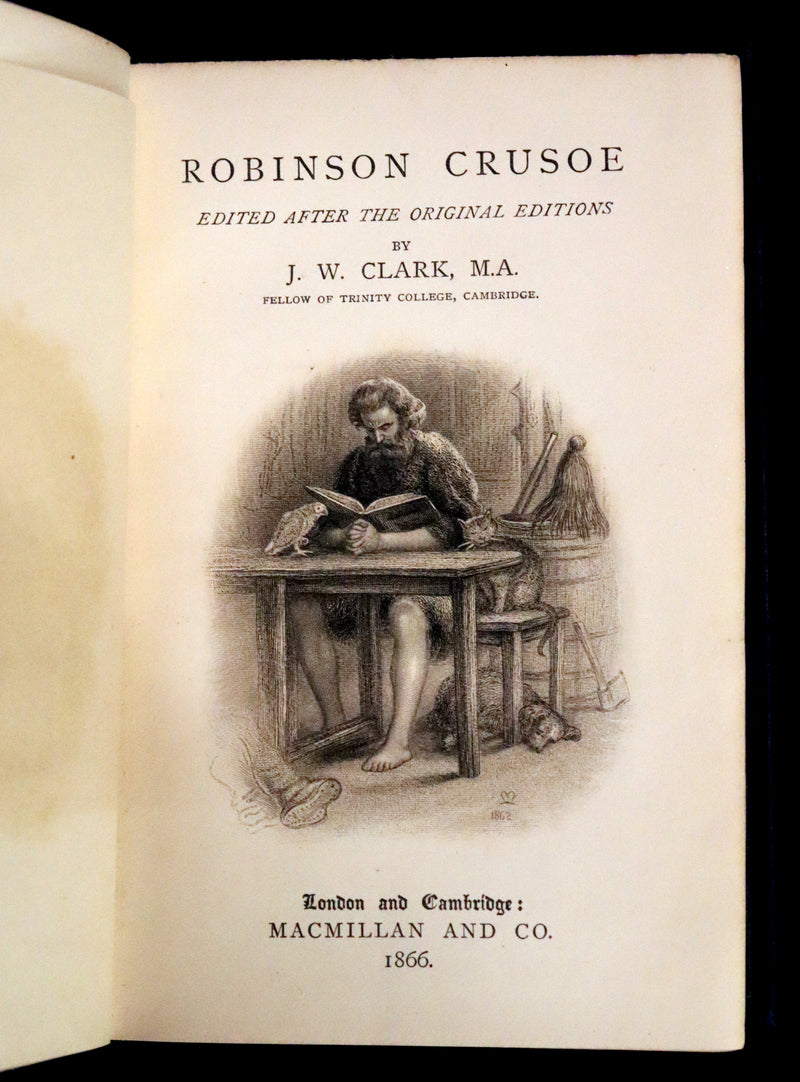 ROBINSON CRUSOE
EDITED AFTER THE ORIGINAL EDITIONS
BY
J. W. CLARK, M.A.
FELLOW OF TRINITY COLLEGE, CAMBRIDGE.
1862
London and Cambridge:
MACMILLAN AND CO.
1866.